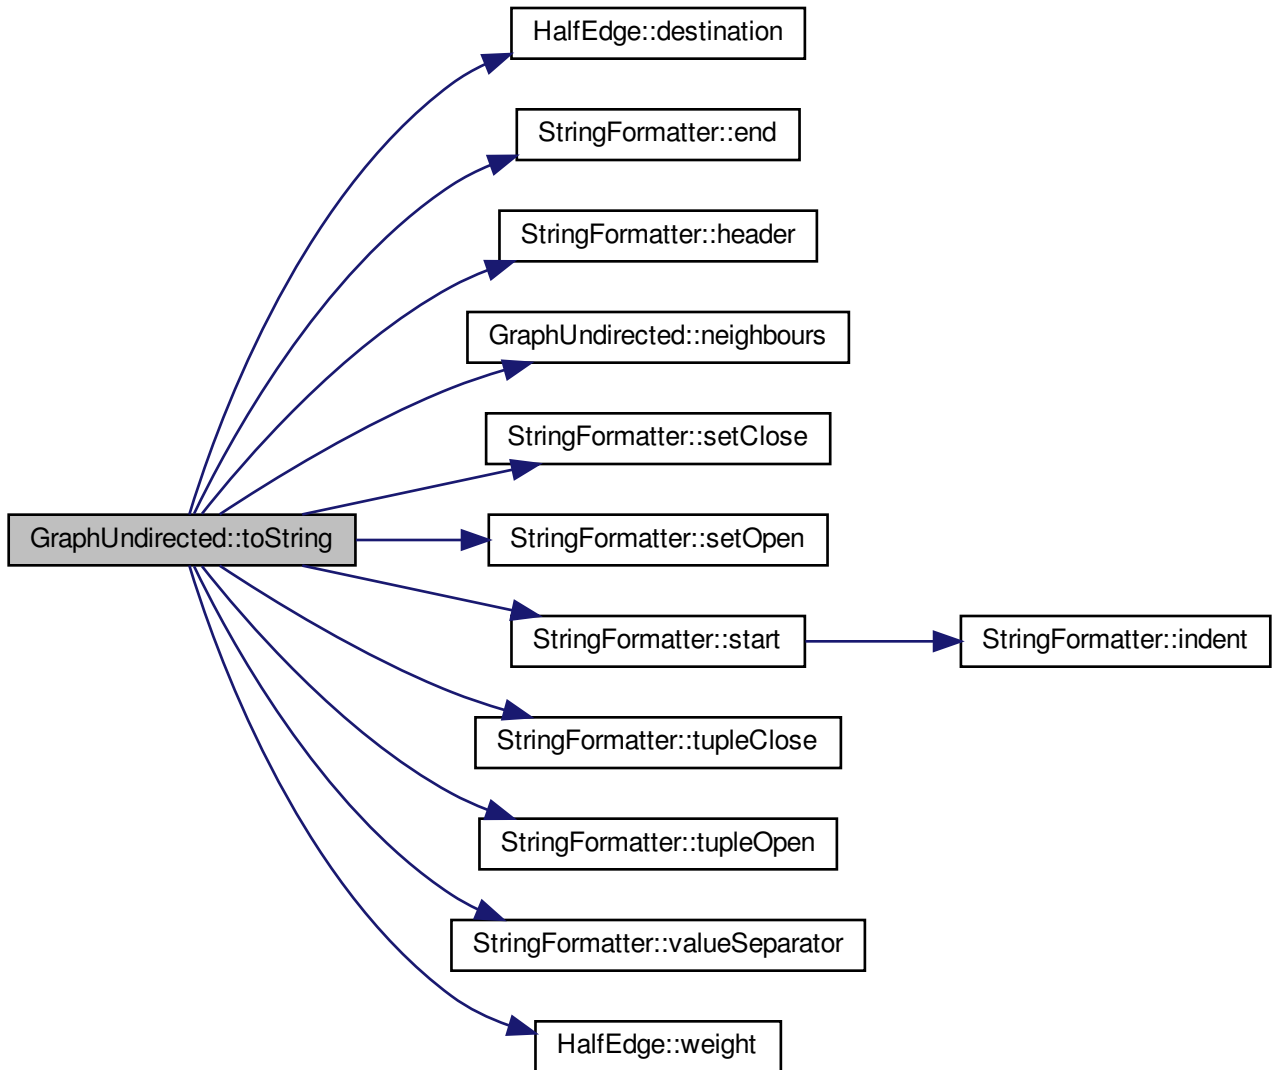 HalfEdge::destination
StringFormatter::end
StringFormatter::header
GraphUndirected::neighbours
StringFormatter::setClose
GraphUndirected::toString
StringFormatter::setOpen
StringFormatter::start
StringFormatter::indent
StringFormatter::tupleClose
StringFormatter::tupleOpen
StringFormatter::valueSeparator
HalfEdge::weight